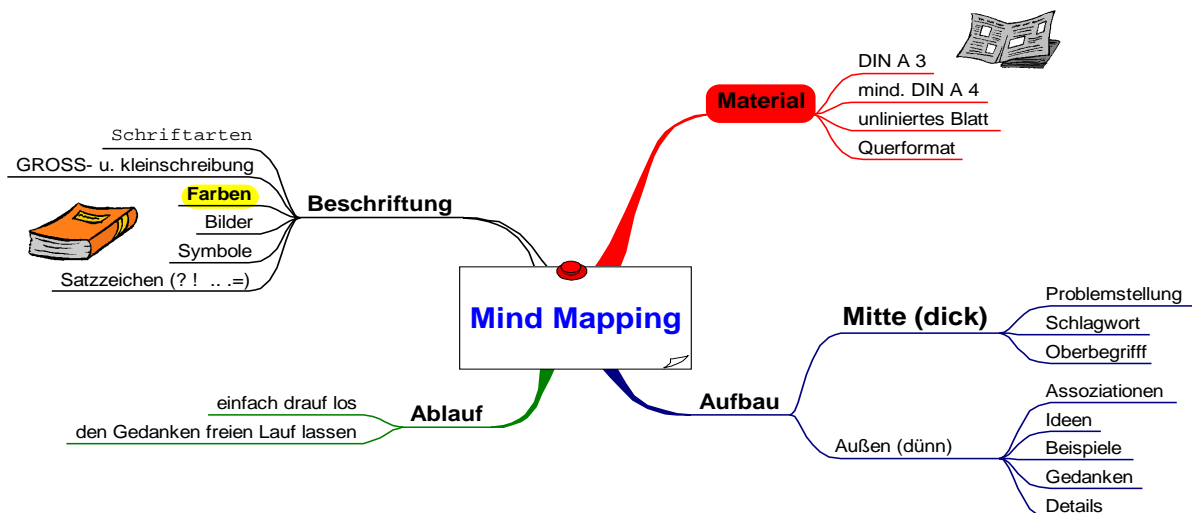 Mind Mapping
Material
DIN A 3
mind. DIN A 4
unliniertes Blatt
Querformat
Beschriftung
Schriftarten
GROSS- u. kleinschreibung
Farben
Bilder
Symbole
Satzzeichen (? ! .. .=)
Ablauf
einfach drauf los
den Gedanken freien Lauf lassen
Aufbau
Mitte (dick)
Problemstellung
Schlagwort
Oberbegrifff
Außen (dünn)
Assoziationen
Ideen
Beispiele
Gedanken
Details